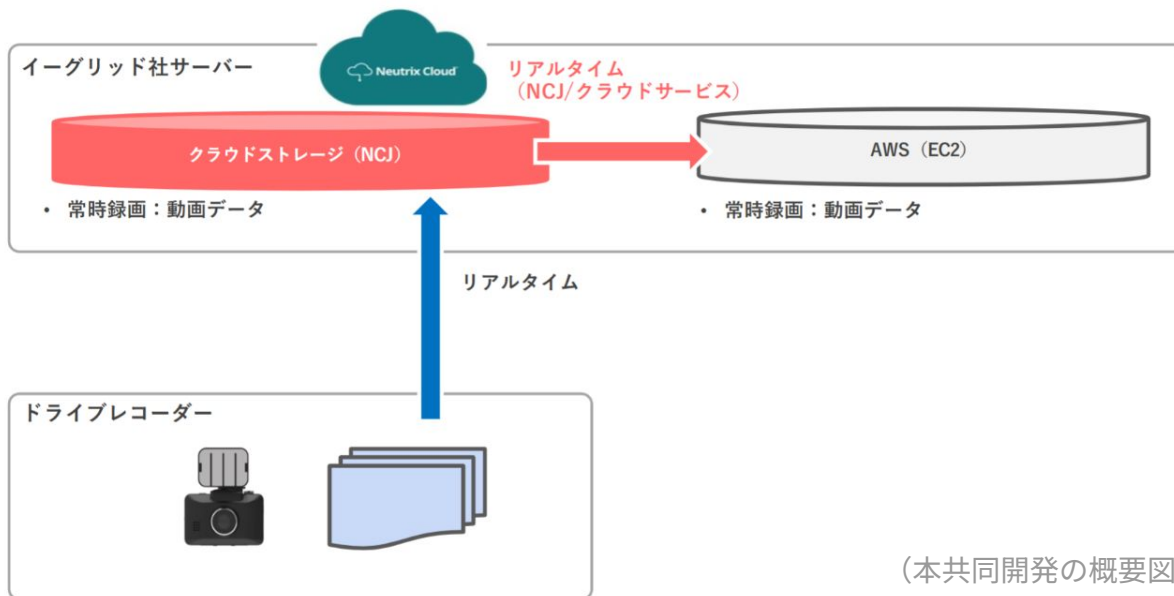 イーグリッド社サーバー
Neutrix Cloud
リアルタイム
（NCJ/クラウドサービス）
クラウドストレージ（NCJ）
AWS（EC2）
• 常時録画：動画データ
• 常時録画：動画データ
リアルタイム
ドライブレコーダー
（本共同開発の概要図